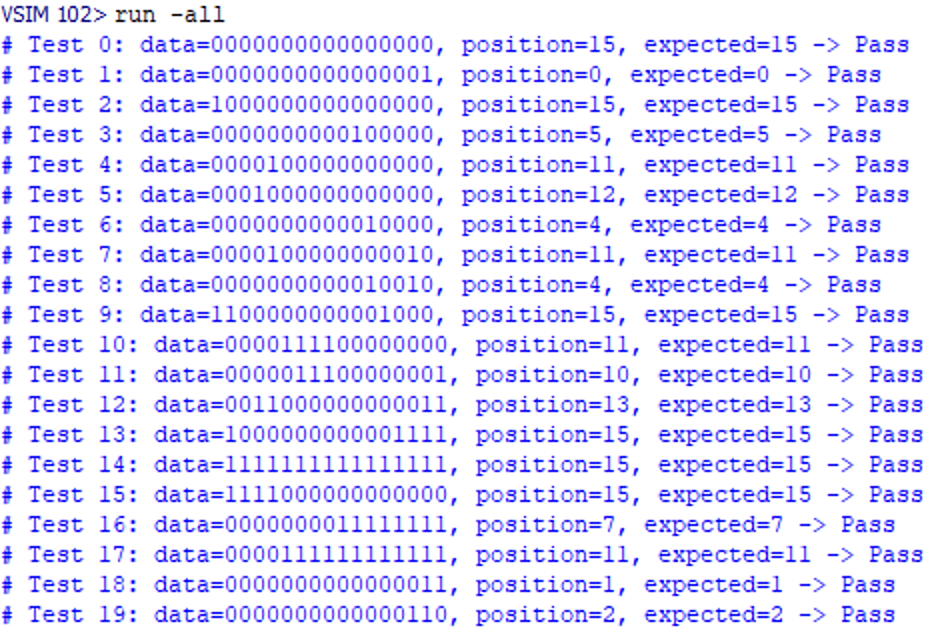 VSIM 102> run -all
# Test 0: data=0000000000000000, position=15, expected=15 -> Pass
# Test 1: data=0000000000000001, position=0, expected=0 -> Pass
# Test 2: data=1000000000000000, position=15, expected=15 -> Pass
# Test 3: data=0000000000100000, position=5, expected=5 -> Pass
# Test 4: data=0000100000000000, position=11, expected=11 -> Pass
# Test 5: data=0001000000000000, position=12, expected=12 -> Pass
# Test 6: data=0000000000010000, position=4, expected=4 -> Pass
# Test 7: data=0000100000000010, position=11, expected=11 -> Pass
# Test 8: data=0000000000010010, position=4, expected=4 -> Pass
# Test 9: data=1100000000001000, position=15, expected=15 -> Pass
# Test 10: data=0000111100000000, position=11, expected=11 -> Pass
# Test 11: data=0000011100000001, position=10, expected=10 -> Pass
# Test 12: data=0011000000000011, position=13, expected=13 -> Pass
# Test 13: data=1000000000001111, position=15, expected=15 -> Pass
# Test 14: data=1111111111111111, position=15, expected=15 -> Pass
# Test 15: data=1111000000000000, position=15, expected=15 -> Pass
# Test 16: data=0000000011111111, position=7, expected=7 -> Pass
# Test 17: data=0000111111111111, position=11, expected=11 -> Pass
# Test 18: data=0000000000000011, position=1, expected=1 -> Pass
# Test 19: data=0000000000000110, position=2, expected=2 -> Pass